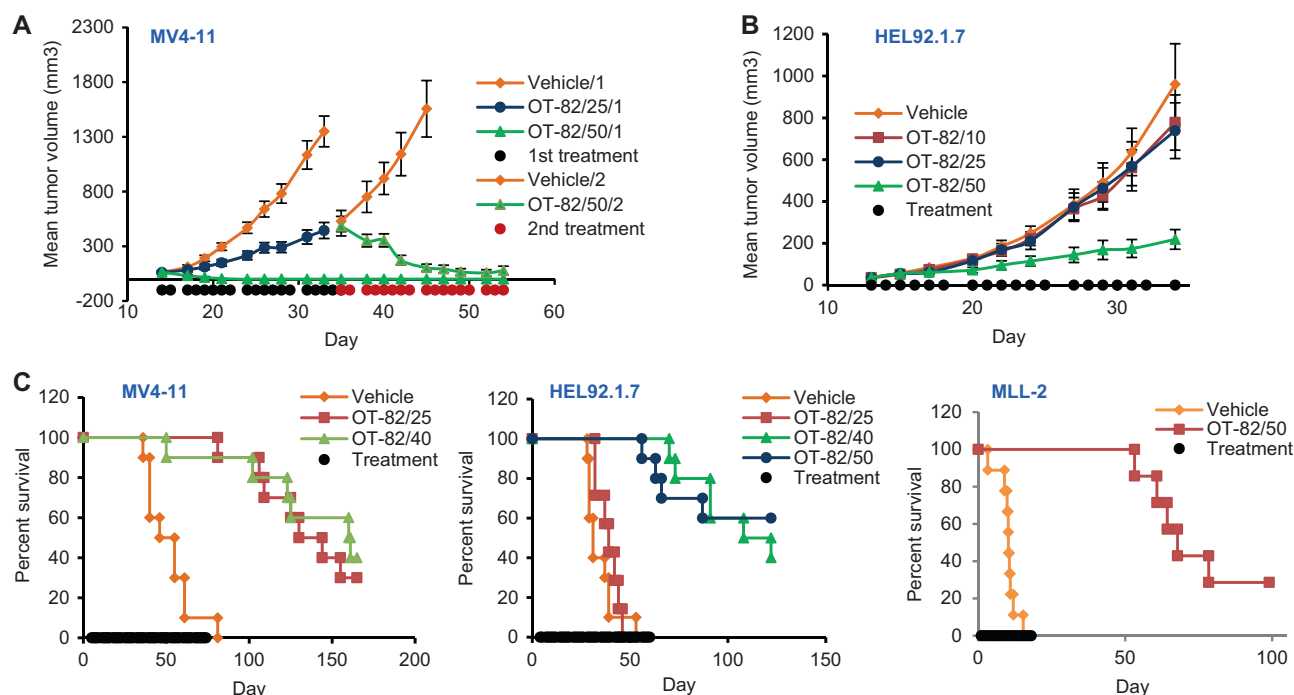 A
MV4-11
Mean tumor volume (mm3)
2300
1800
1300
800
300
-200
10
20
30
40
50
60
Day
Vehicle/1
OT-82/25/1
OT-82/50/1
1st treatment
Vehicle/2
OT-82/50/2
2nd treatment
B
HEL92.1.7
Mean tumor volume (mm3)
1200
1000
800
600
400
200
0
10
20
30
Day
Vehicle
OT-82/10
OT-82/25
OT-82/50
Treatment
C
MV4-11
Percent survival
120
100
80
60
40
20
0
0
50
100
150
200
Day
Vehicle
OT-82/25
OT-82/40
Treatment
HEL92.1.7
Percent survival
120
100
80
60
40
20
0
0
50
100
150
Day
Vehicle
OT-82/25
OT-82/40
OT-82/50
Treatment
MLL-2
Percent survival
120
100
80
60
40
20
0
0
50
100
Day
Vehicle
OT-82/50
Treatment